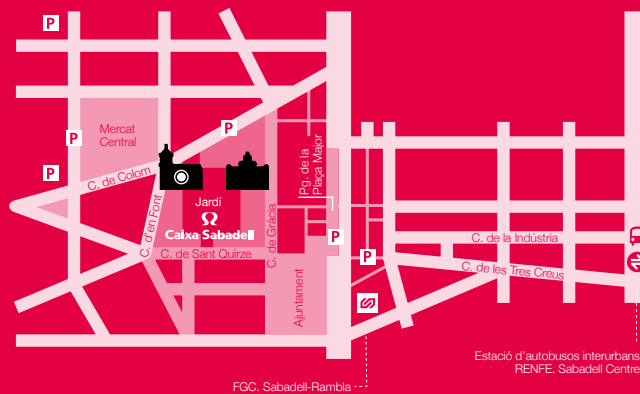 P
Mercat
Central
P
P
P
C. de Colom
C. d'en Font
Jardí
Caixa Sabadell
C. de Sant Quirze
C. de Gràcia
Pg. de la
Plaça Major
Ajuntament
P
P
C. de la Indústria
C. de les Tres Creus
Estació d'autobusos interurbans
RENFE. Sabadell Centre
FGC. Sabadell-Rambla